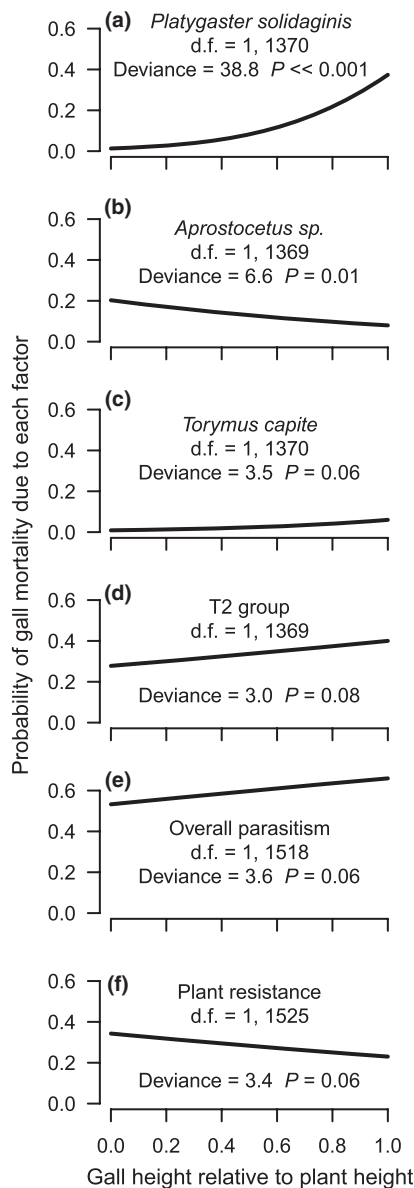 Probability of gall mortality due to each factor
(a)
Platygaster solidaginis
d.f. = 1, 1370
Deviance = 38.8 P << 0.001
0.6
0.4
0.2
0.0
(b)
Aprostocetus sp.
d.f. = 1, 1369
Deviance = 6.6 P = 0.01
0.6
0.4
0.2
0.0
(c)
Torymus capite
d.f. = 1, 1370
Deviance = 3.5 P = 0.06
0.6
0.4
0.2
0.0
(d)
T2 group
d.f. = 1, 1369
Deviance = 3.0 P = 0.08
0.6
0.4
0.2
0.0
(e)
Overall parasitism
d.f. = 1, 1518
Deviance = 3.6 P = 0.06
0.6
0.4
0.2
0.0
(f)
Plant resistance
d.f. = 1, 1525
Deviance = 3.4 P = 0.06
0.6
0.4
0.2
0.0
0.0 0.2 0.4 0.6 0.8 1.0
Gall height relative to plant height